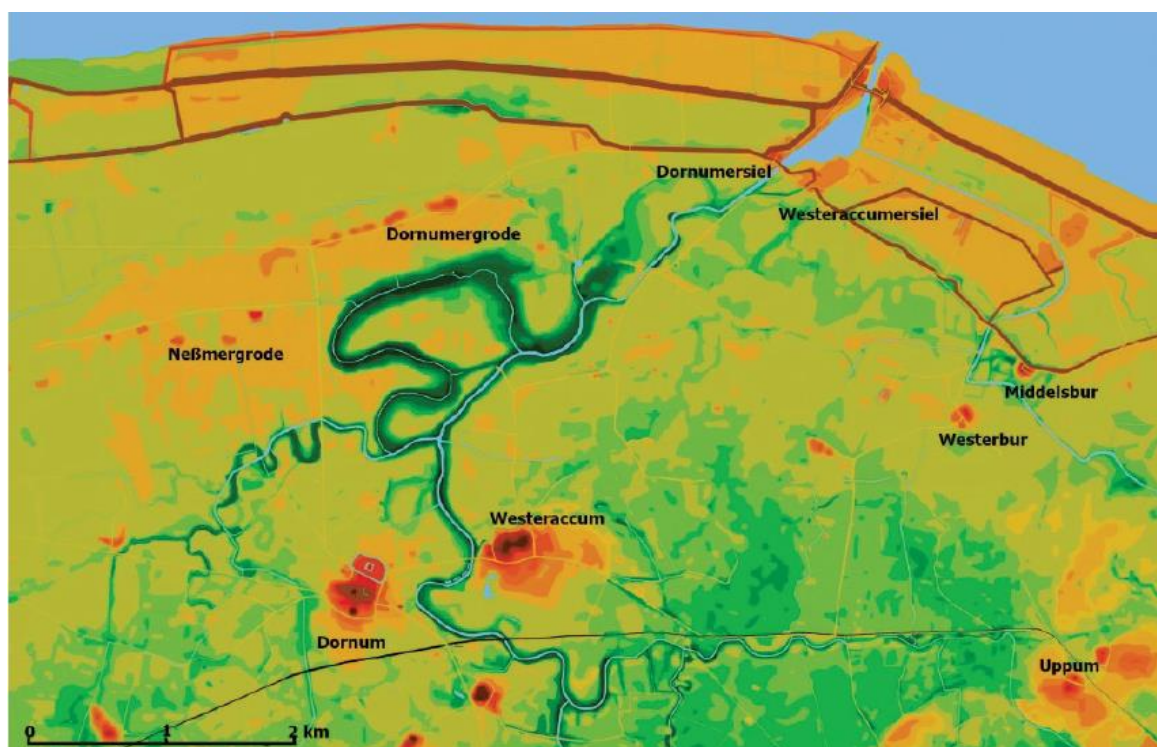 Dornumersiel
Westeraccumersiel
Dornumergrode
Neßmergrode
Middelsbur
Westerbur
Westeraccum
Dornum
Uppum
0 1 2 km